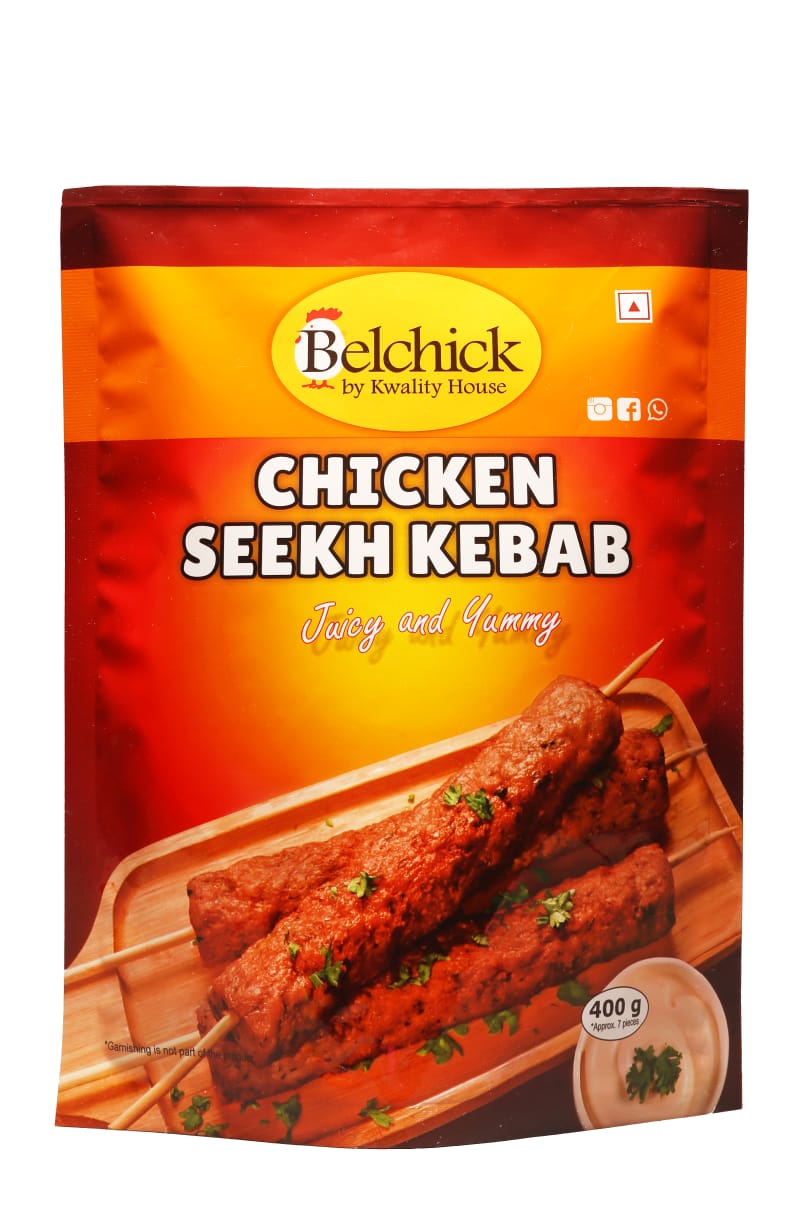 Belchick
by Kwality House
CHICKEN
SEEKH KEBAB
Juicy and Yummy
400 g
*Approx. 7 pieces
*Garnishing is not part of the product